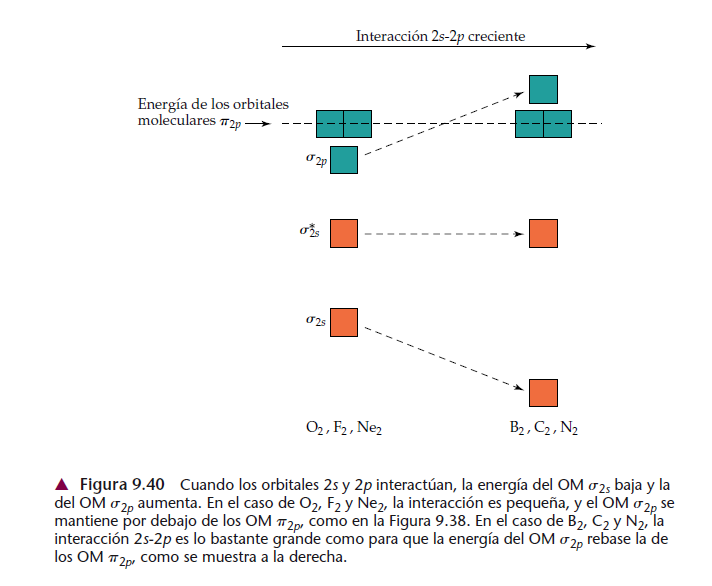 Interacción 2s-2p creciente
Energía de los orbitales
moleculares π2p
σ2p
σ*2s
σ2s
O2 , F2 , Ne2
B2 , C2 , N2
▲ Figura 9.40 Cuando los orbitales 2s y 2p interactúan, la energía del OM σ2s baja y la
del OM σ2p aumenta. En el caso de O2, F2 y Ne2, la interacción es pequeña, y el OM σ2p se
mantiene por debajo de los OM π2p, como en la Figura 9.38. En el caso de B2, C2 y N2, la
interacción 2s-2p es lo bastante grande como para que la energía del OM σ2p rebase la de
los OM π2p, como se muestra a la derecha.